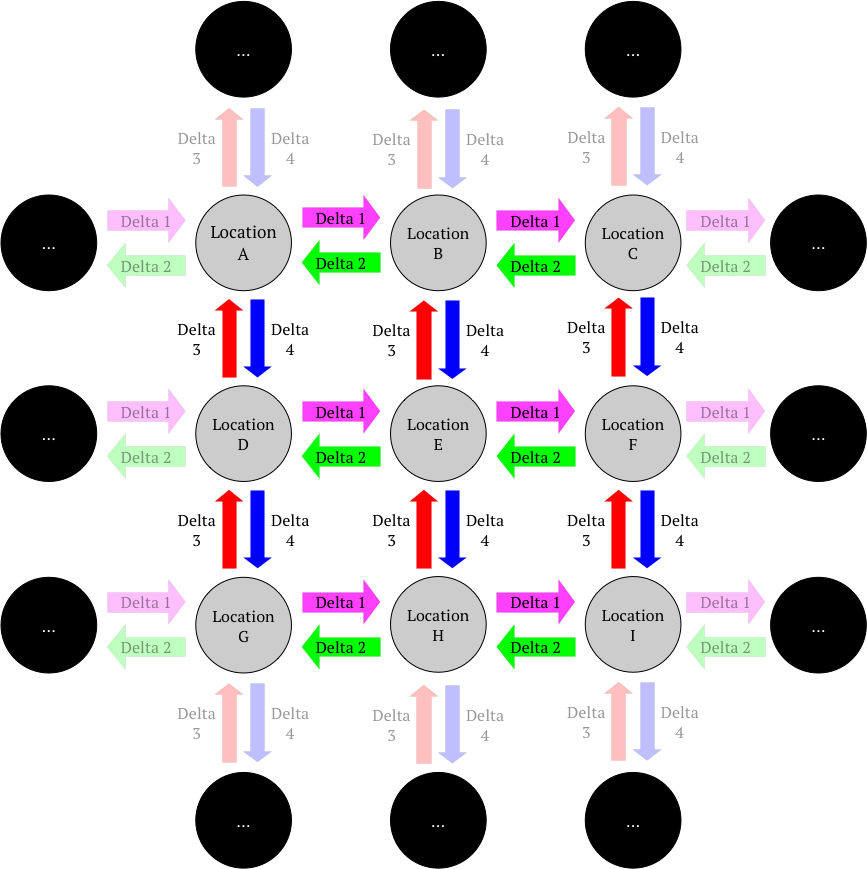 ... ... ...
Delta Delta Delta Delta Delta Delta
3 4 3 4 3 4
... Delta 1 Location Delta 1 Location Delta 1 Location Delta 1 ...
Delta 2 A Delta 2 B Delta 2 C Delta 2
Delta Delta Delta Delta Delta Delta
3 4 3 4 3 4
... Delta 1 Location Delta 1 Location Delta 1 Location Delta 1 ...
Delta 2 D Delta 2 E Delta 2 F Delta 2
Delta Delta Delta Delta Delta Delta
3 4 3 4 3 4
... Delta 1 Location Delta 1 Location Delta 1 Location Delta 1 ...
Delta 2 G Delta 2 H Delta 2 I Delta 2
Delta Delta Delta Delta Delta Delta
3 4 3 4 3 4
... ... ...